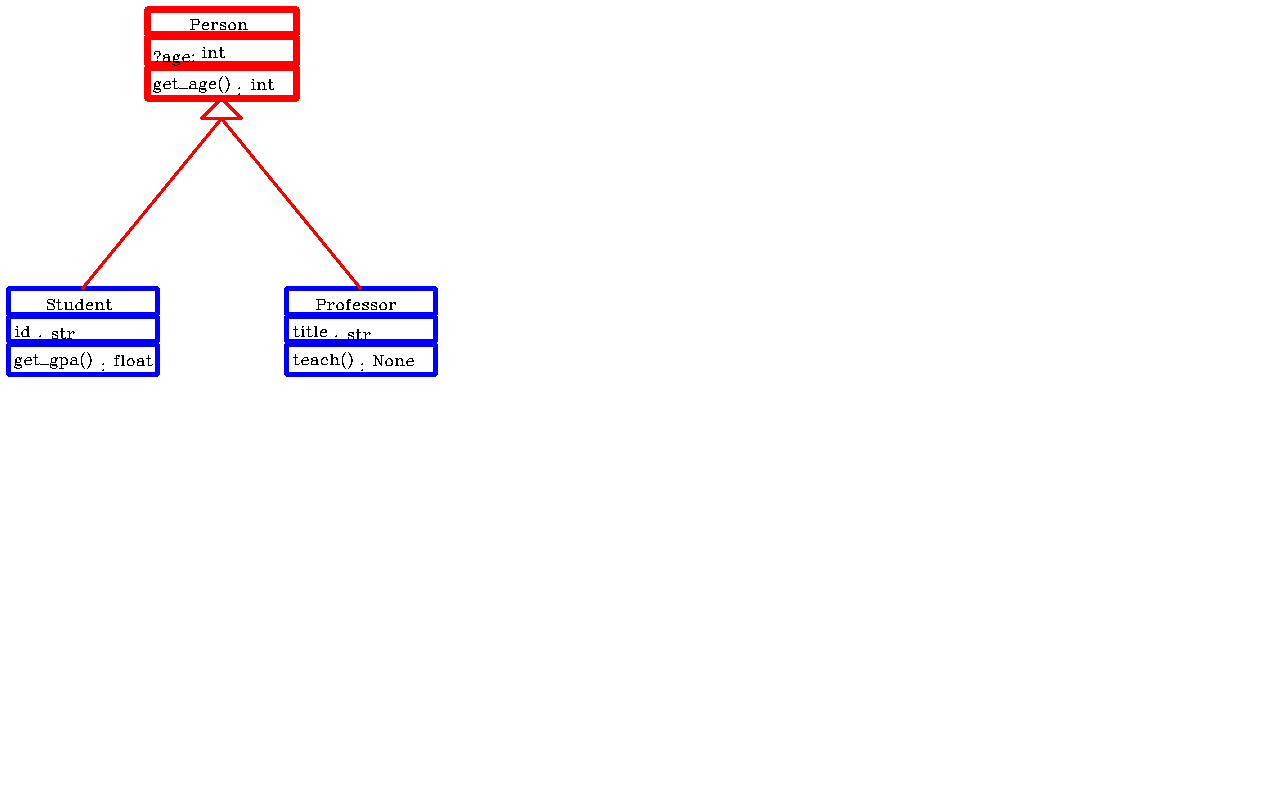 Person
?age: int
get_age() : int
Student
id : str
get_gpa() : float
Professor
title : str
teach() : None